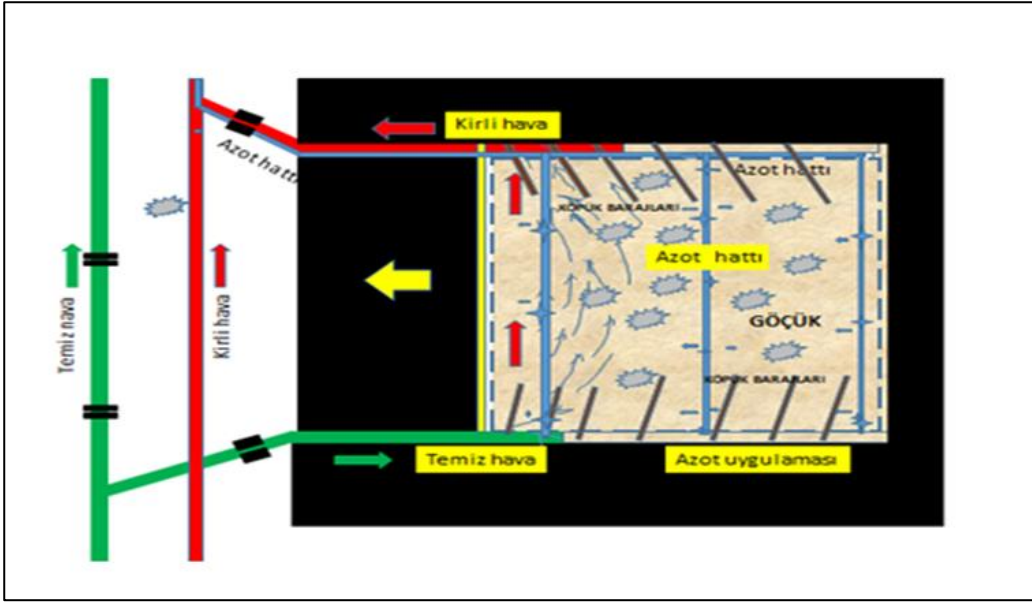 Kirli hava
Azot hattı
Azot hattı
KÖPÜK BARAJLARI
Azot hattı
Temiz hava
Kirli hava
GÖÇÜK
KÖPÜK BARAJLARI
Temiz hava
Azot uygulaması